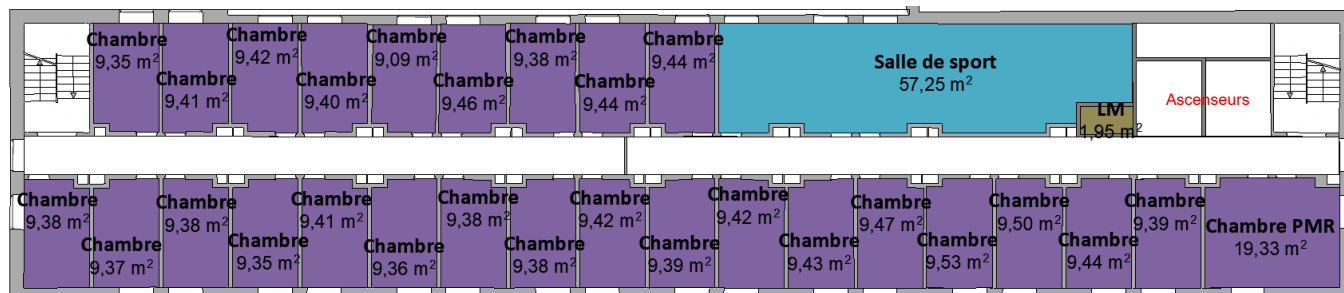 Chambre
9,35 m²
Chambre
9,41 m²
Chambre
9,42 m²
Chambre
9,40 m²
Chambre
9,09 m²
Chambre
9,46 m²
Chambre
9,38 m²
Chambre
9,44 m²
Chambre
9,44 m²
Salle de sport
57,25 m²
LM
1,95 m²
Ascenseurs
Chambre
9,38 m²
Chambre
9,37 m²
Chambre
9,38 m²
Chambre
9,35 m²
Chambre
9,41 m²
Chambre
9,36 m²
Chambre
9,38 m²
Chambre
9,38 m²
Chambre
9,42 m²
Chambre
9,39 m²
Chambre
9,42 m²
Chambre
9,43 m²
Chambre
9,47 m²
Chambre
9,53 m²
Chambre
9,50 m²
Chambre
9,44 m²
Chambre
9,39 m²
Chambre PMR
19,33 m²